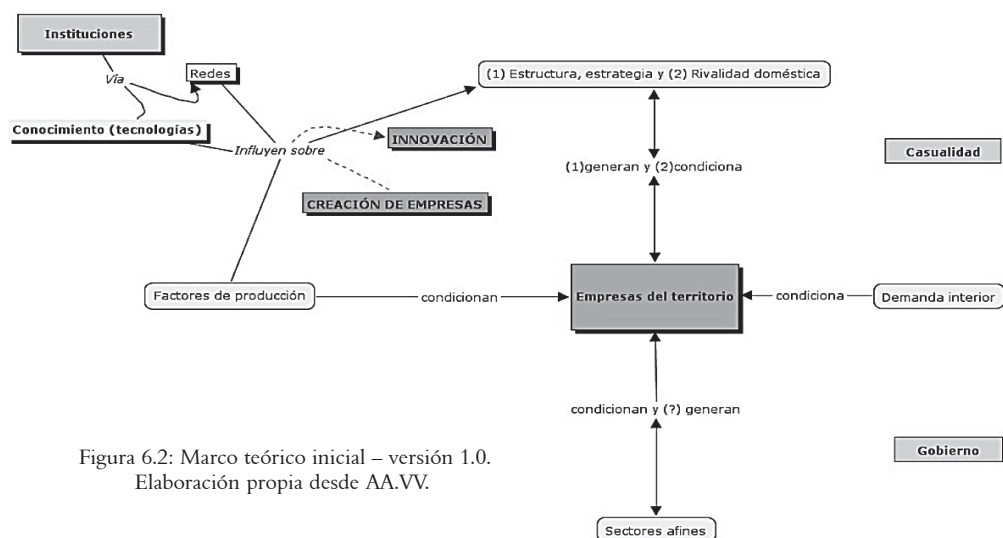 Instituciones
Vía
Redes
Conocimiento (tecnologías)
Influyen sobre
INNOVACIÓN
CREACIÓN DE EMPRESAS
(1) Estructura, estrategia y (2) Rivalidad doméstica
(1)generan y (2)condiciona
Casualidad
Factores de producción
condicionan
Empresas del territorio
condiciona
Demanda interior
condicionan y (?) generan
Gobierno
Sectores afines
Figura 6.2: Marco teórico inicial – versión 1.0.
Elaboración propia desde AA.VV.